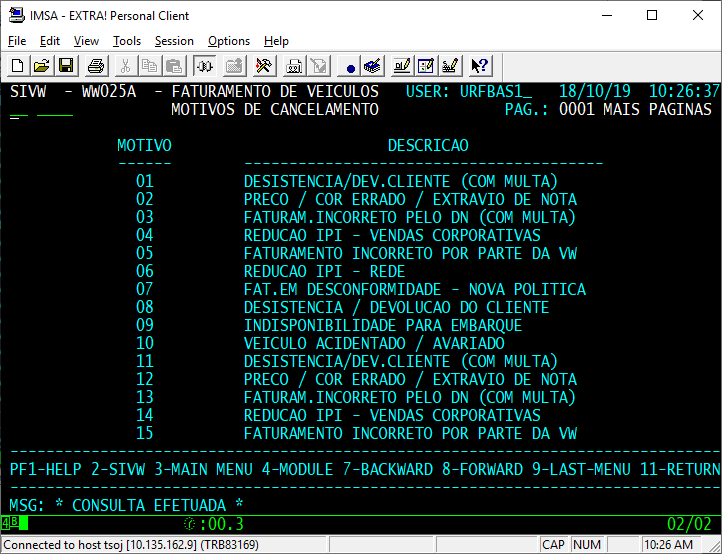 IMSA - EXTRA! Personal Client
File Edit View Tools Session Options Help
SIVW - WW025A - FATURAMENTO DE VEICULOS USER: URFBAS1_ 18/10/19 10:26:37
__ ____ MOTIVOS DE CANCELAMENTO PAG.: 0001 MAIS PAGINAS
MOTIVO DESCRICAO
------ ----------------------------------------
01 DESISTENCIA/DEV.CLIENTE (COM MULTA)
02 PRECO / COR ERRADO / EXTRAVIO DE NOTA
03 FATURAM.INCORRETO PELO DN (COM MULTA)
04 REDUCAO IPI - VENDAS CORPORATIVAS
05 FATURAMENTO INCORRETO POR PARTE DA VW
06 REDUCAO IPI - REDE
07 FAT.EM DESCONFORMIDADE - NOVA POLITICA
08 DESISTENCIA / DEVOLUCAO DO CLIENTE
09 INDISPONIBILIDADE PARA EMBARQUE
10 VEICULO ACIDENTADO / AVARIADO
11 DESISTENCIA/DEV.CLIENTE (COM MULTA)
12 PRECO / COR ERRADO / EXTRAVIO DE NOTA
13 FATURAM.INCORRETO PELO DN (COM MULTA)
14 REDUCAO IPI - VENDAS CORPORATIVAS
15 FATURAMENTO INCORRETO POR PARTE DA VW
-------------------------------------------------------------------------------
PF1-HELP 2-SIVW 3-MAIN MENU 4-MODULE 7-BACKWARD 8-FORWARD 9-LAST-MENU 11-RETURN
-------------------------------------------------------------------------------
MSG: * CONSULTA EFETUADA *
4B :00.3 02/02
Connected to host tsoj [10.135.162.9] (TRB83169) CAP NUM 10:26 AM